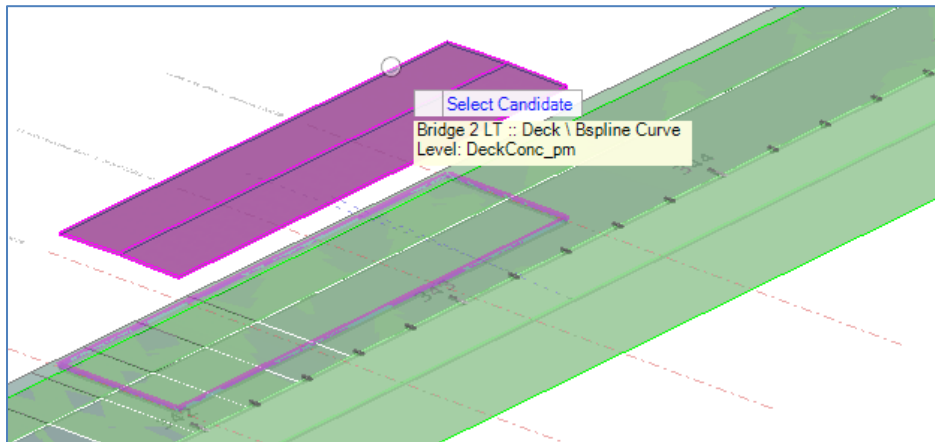 Select Candidate
Bridge 2 LT :: Deck \ Bspline Curve
Level: DeckConc_pm